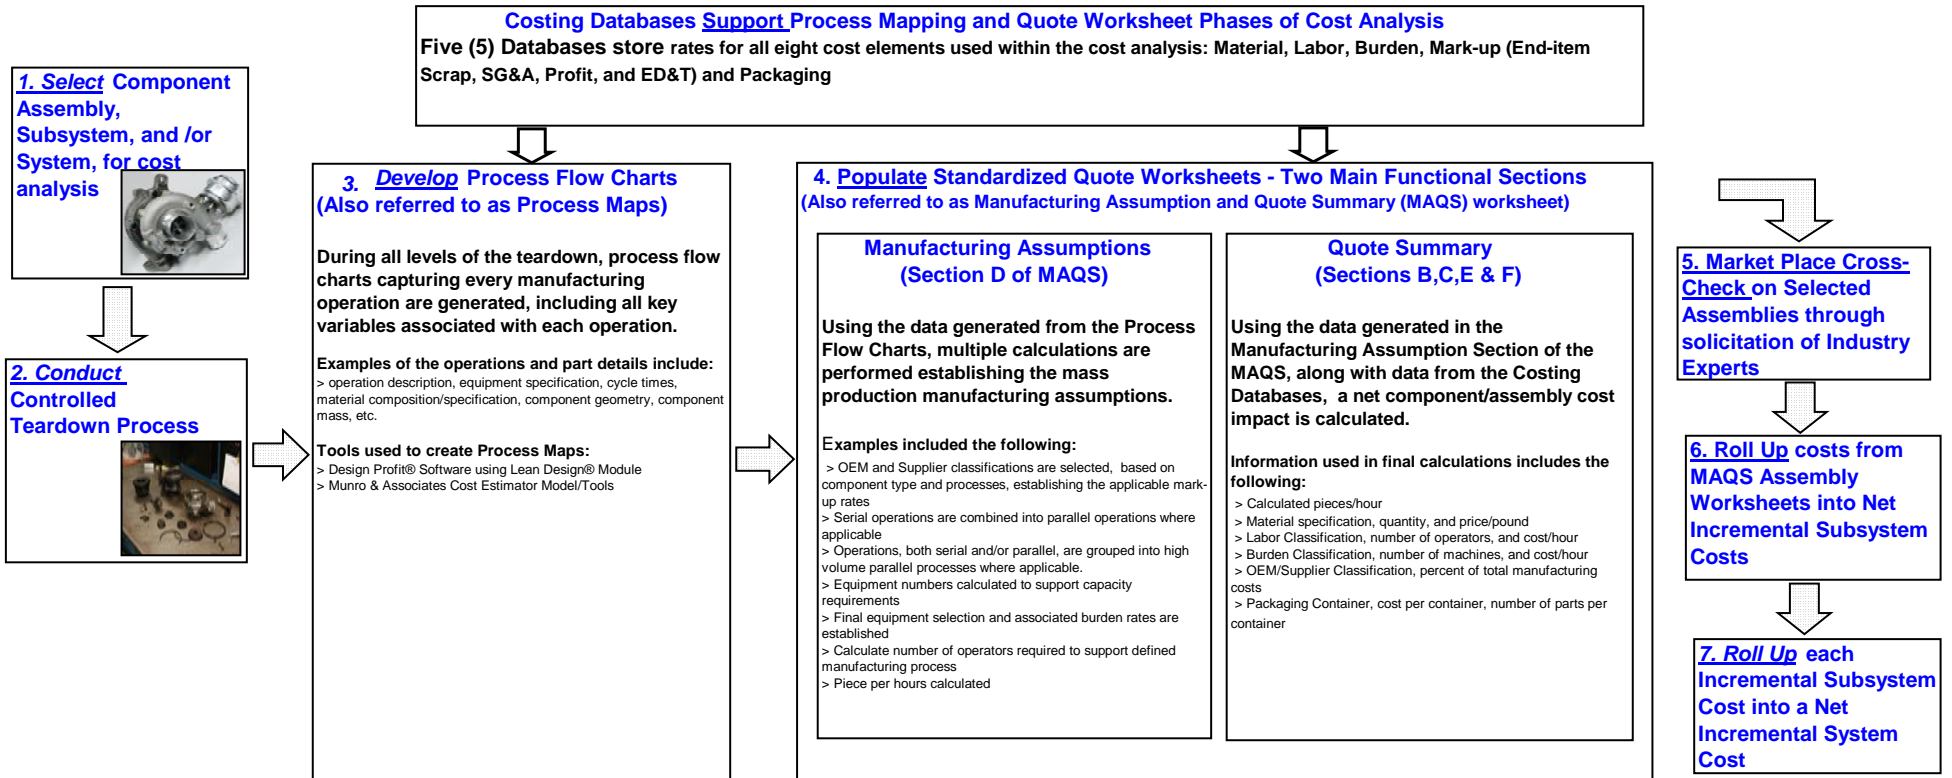 Costing Databases Support Process Mapping and Quote Worksheet Phases of Cost Analysis
Five (5) Databases store rates for all eight cost elements used within the cost analysis: Material, Labor, Burden, Mark-up (End-item
Scrap, SG&A, Profit, and ED&T) and Packaging
1. Select Component
Assembly,
Subsystem, and /or
System, for cost
analysis
2. Conduct
Controlled
Teardown Process
3. Develop Process Flow Charts
(Also referred to as Process Maps)
During all levels of the teardown, process flow
charts capturing every manufacturing
operation are generated, including all key
variables associated with each operation.
Examples of the operations and part details include:
> operation description, equipment specification, cycle times,
material composition/specification, component geometry, component
mass, etc.
Tools used to create Process Maps:
> Design Profit® Software using Lean Design® Module
> Munro & Associates Cost Estimator Model/Tools
4. Populate Standardized Quote Worksheets - Two Main Functional Sections
(Also referred to as Manufacturing Assumption and Quote Summary (MAQS) worksheet)
Manufacturing Assumptions
(Section D of MAQS)
Using the data generated from the Process
Flow Charts, multiple calculations are
performed establishing the mass
production manufacturing assumptions.
Examples included the following:
> OEM and Supplier classifications are selected, based on
component type and processes, establishing the applicable mark-
up rates
> Serial operations are combined into parallel operations where
applicable
> Operations, both serial and/or parallel, are grouped into high
volume parallel processes where applicable.
> Equipment numbers calculated to support capacity
requirements
> Final equipment selection and associated burden rates are
established
> Calculate number of operators required to support defined
manufacturing process
> Piece per hours calculated
Quote Summary
(Sections B,C,E & F)
Using the data generated in the
Manufacturing Assumption Section of the
MAQS, along with data from the Costing
Databases, a net component/assembly cost
impact is calculated.
Information used in final calculations includes the
following:
> Calculated pieces/hour
> Material specification, quantity, and price/pound
> Labor Classification, number of operators, and cost/hour
> Burden Classification, number of machines, and cost/hour
> OEM/Supplier Classification, percent of total manufacturing
costs
> Packaging Container, cost per container, number of parts per
container
5. Market Place Cross-
Check on Selected
Assemblies through
solicitation of Industry
Experts
6. Roll Up costs from
MAQS Assembly
Worksheets into Net
Incremental Subsystem
Costs
7. Roll Up each
Incremental Subsystem
Cost into a Net
Incremental System
Cost